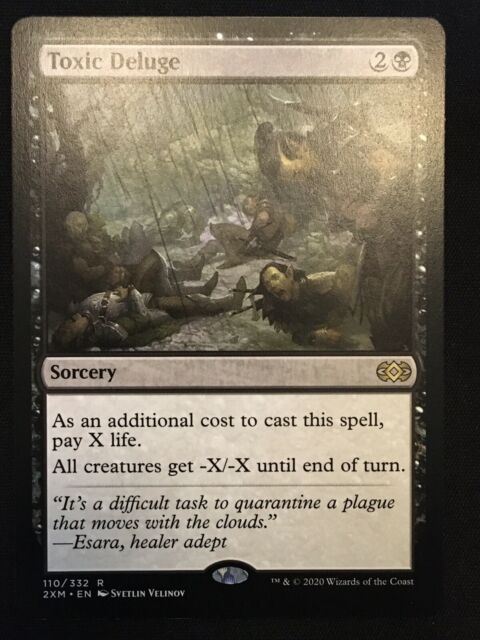 Toxic Deluge 2
Sorcery
As an additional cost to cast this spell,
pay X life.
All creatures get -X/-X until end of turn.
“It’s a difficult task to quarantine a plague
that moves with the clouds.”
—Esara, healer adept
110/332 R
™ & © 2020 Wizards of the Coast
2XM • EN Svetlin Velinov